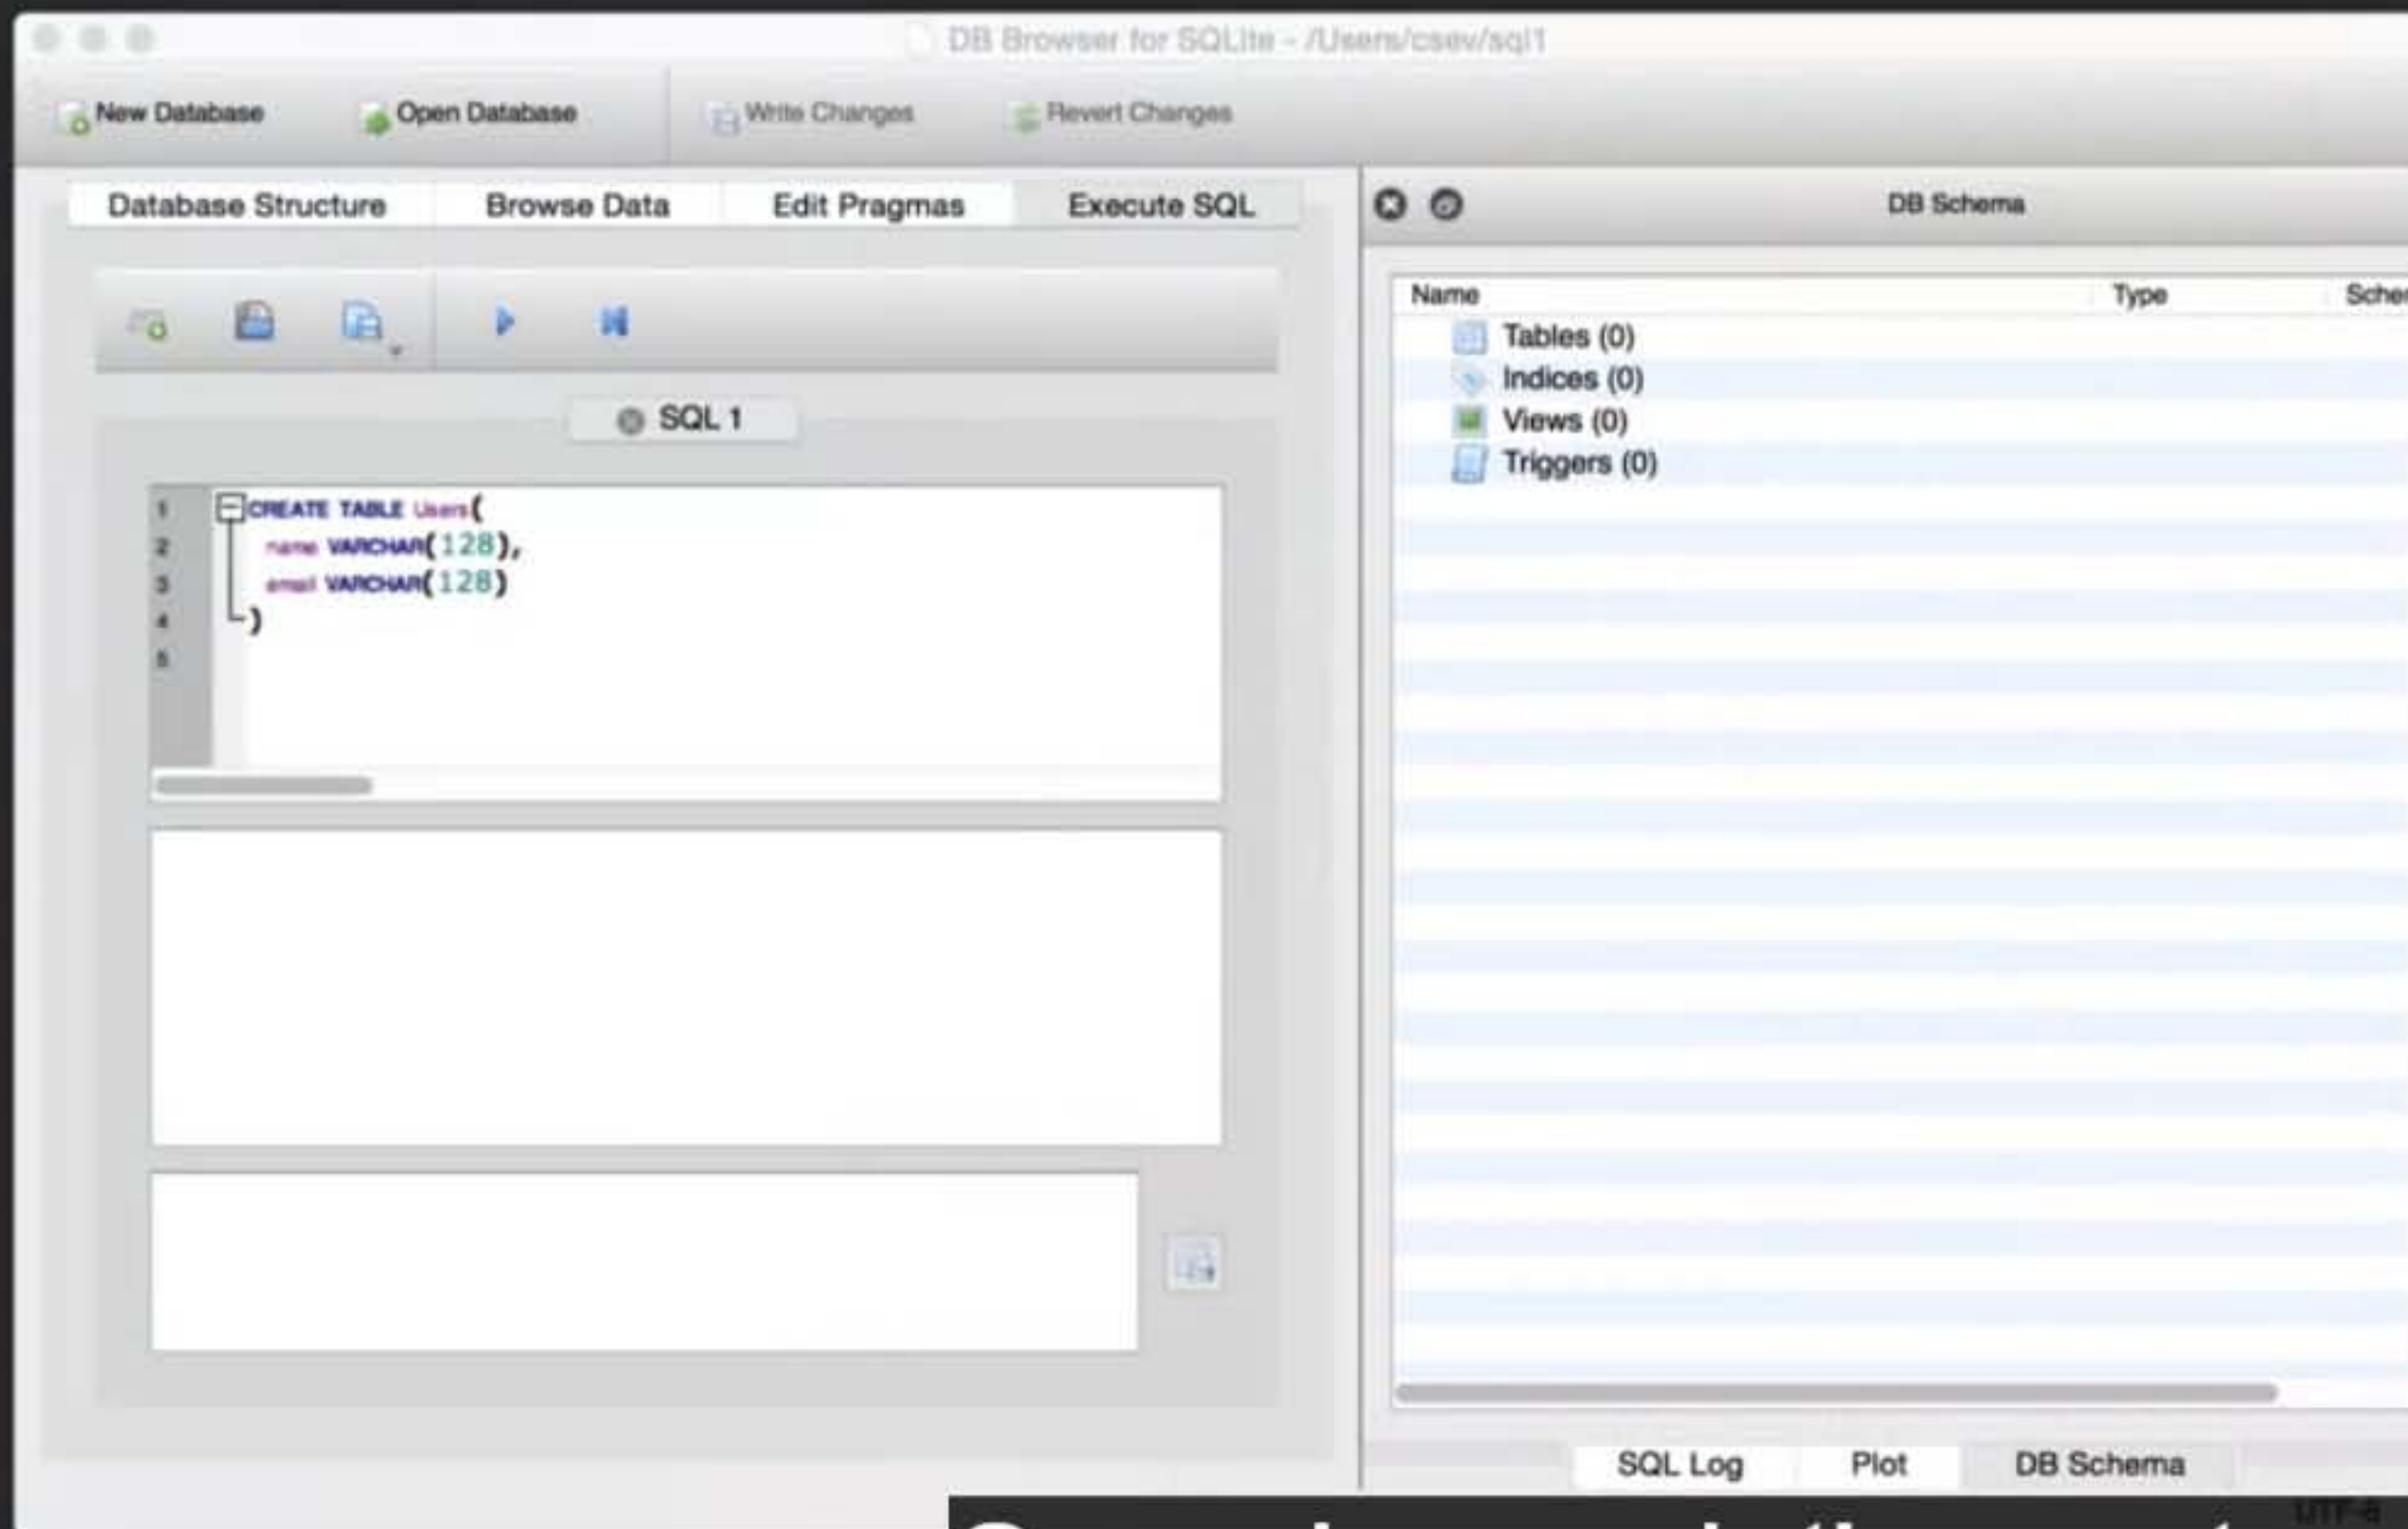 DB Browser for SQLite - /Users/csev/sql1
New Database Open Database Write Changes Revert Changes
Database Structure Browse Data Edit Pragmas Execute SQL
SQL 1
1 CREATE TABLE Users(
2 name VARCHAR(128),
3 email VARCHAR(128)
4 )
5
DB Schema
Name Type
Tables (0)
Indices (0)
Views (0)
Triggers (0)
SQL Log Plot DB Schema
UTF-8